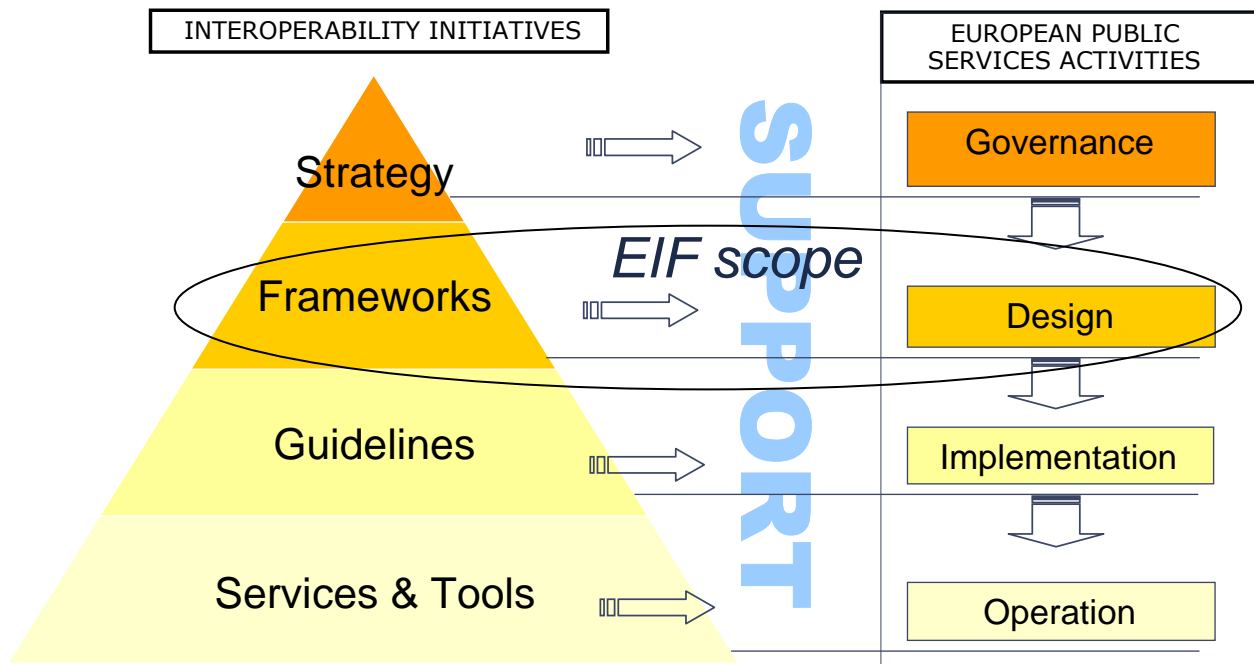 INTEROPERABILITY INITIATIVES
EUROPEAN PUBLIC
SERVICES ACTIVITIES
Strategy
SUPPORT
Governance
EIF scope
Frameworks
Design
Guidelines
Implementation
Services & Tools
Operation